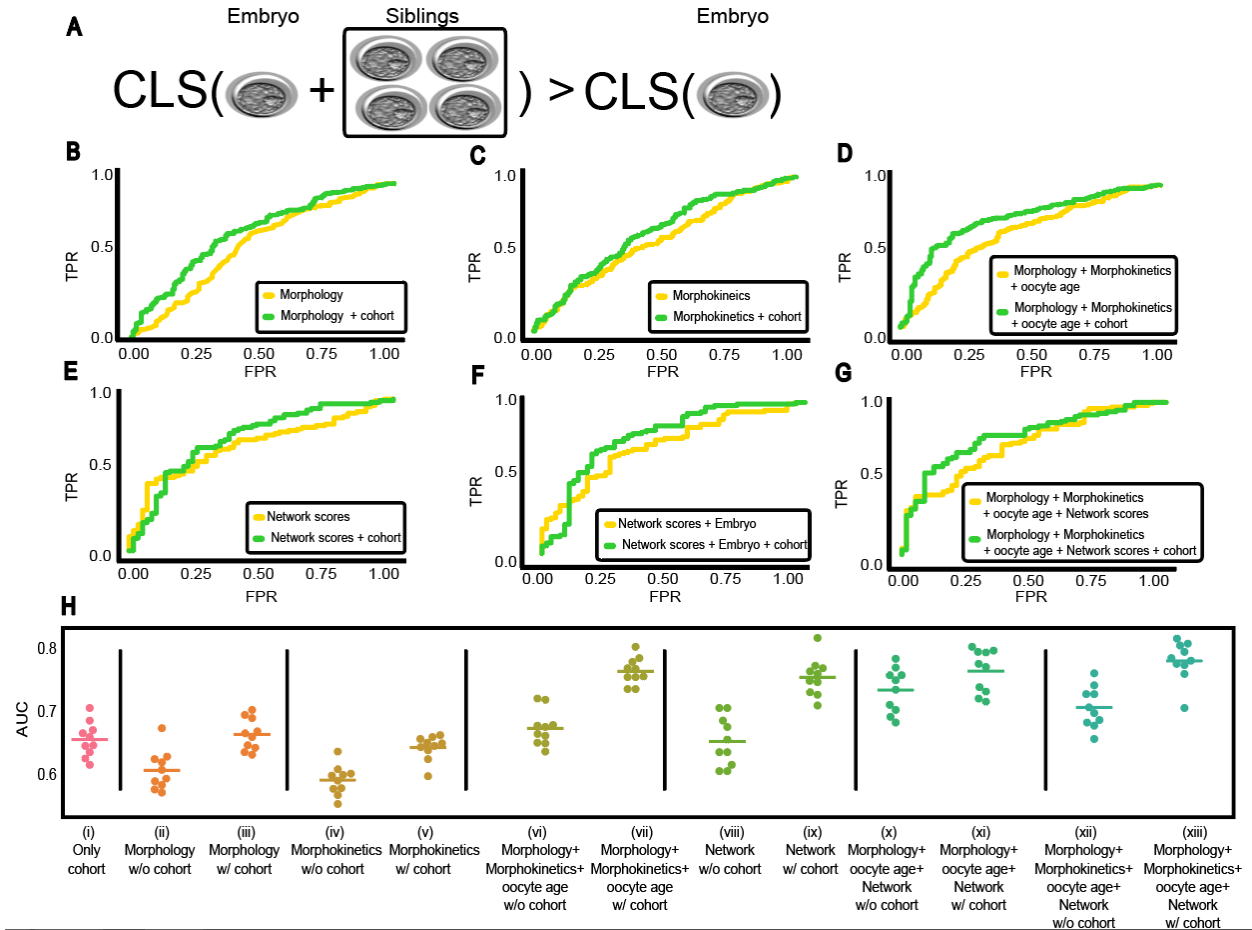 A
Embryo
Siblings
Embryo
CLS( + ) > CLS( )
B
1.0
0.5
0.0
TPR
Morphology
Morphology + cohort
0.00 0.25 0.50 0.75 1.00
FPR
C
1.0
0.5
0.0
TPR
Morphokineics
Morphokinetics + cohort
0.00 0.25 0.50 0.75 1.00
FPR
D
1.0
0.5
0.0
TPR
Morphology + Morphokinetics
+ oocyte age
Morphology + Morphokinetics
+ oocyte age + cohort
0.00 0.25 0.50 0.75 1.00
FPR
E
1.0
0.5
0.0
TPR
Network scores
Network scores + cohort
0.00 0.25 0.50 0.75 1.00
FPR
F
1.0
0.5
0.0
TPR
Network scores + Embryo
Network scores + Embryo + cohort
0.00 0.25 0.50 0.75 1.00
FPR
G
1.0
0.5
0.0
TPR
Morphology + Morphokinetics
+ oocyte age + Network scores
Morphology + Morphokinetics
+ oocyte age + Network scores + cohort
0.00 0.25 0.50 0.75 1.00
FPR
H
0.8
0.7
0.6
AUC
(i)
Only
cohort
(ii)
Morphology
w/o cohort
(iii)
Morphology
w/ cohort
(iv)
Morphokinetics
w/o cohort
(v)
Morphokinetics
w/ cohort
(vi)
Morphology+
Morphokinetics+
oocyte age
w/o cohort
(vii)
Morphology+
Morphokinetics+
oocyte age
w/ cohort
(viii)
Network
w/o cohort
(ix)
Network
w/ cohort
(x)
Morphology+
oocyte age+
Network
w/o cohort
(xi)
Morphology+
oocyte age+
Network
w/ cohort
(xii)
Morphology+
Morphokinetics+
oocyte age+
Network
w/o cohort
(xiii)
Morphology+
Morphokinetics+
oocyte age+
Network
w/ cohort